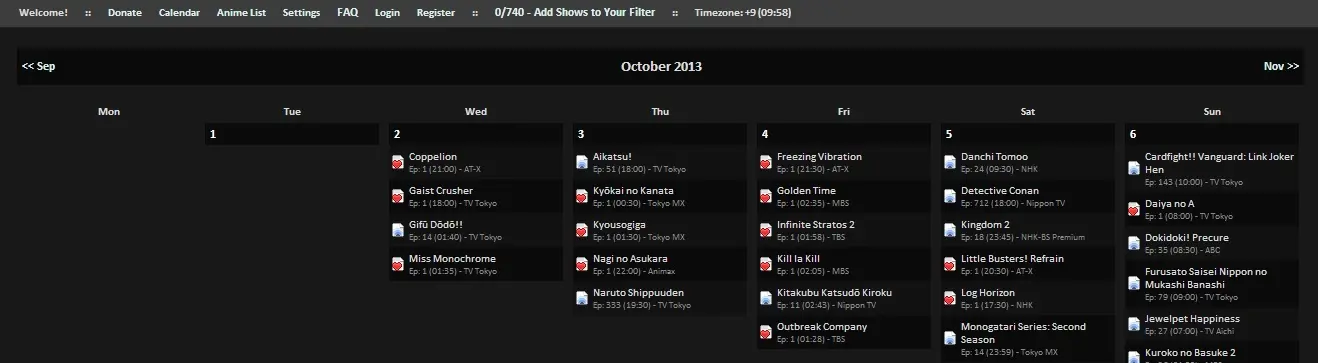 Welcome! :: Donate Calendar Anime List Settings FAQ Login Register :: 0/740 - Add Shows to Your Filter :: Timezone: +9 (09:58)
<< Sep October 2013 Nov >>
Mon Tue Wed Thu Fri Sat Sun
1
2
Coppelion
Ep: 1 (21:00) - AT-X
Gaist Crusher
Ep: 1 (18:00) - TV Tokyo
Gifū Dōdō!!
Ep: 14 (01:40) - TV Tokyo
Miss Monochrome
Ep: 1 (01:35) - TV Tokyo
3
Aikatsu!
Ep: 51 (18:00) - TV Tokyo
Kyōkai no Kanata
Ep: 1 (00:30) - Tokyo MX
Kyousogiga
Ep: 1 (01:30) - Tokyo MX
Nagi no Asukara
Ep: 1 (22:00) - Animax
Naruto Shippuuden
Ep: 333 (19:30) - TV Tokyo
4
Freezing Vibration
Ep: 1 (21:30) - AT-X
Golden Time
Ep: 1 (02:35) - MBS
Infinite Stratos 2
Ep: 1 (01:58) - TBS
Kill la Kill
Ep: 1 (02:05) - MBS
Kitakubu Katsudō Kiroku
Ep: 11 (02:43) - Nippon TV
Outbreak Company
Ep: 1 (01:28) - TBS
5
Danchi Tomoo
Ep: 24 (09:30) - NHK
Detective Conan
Ep: 712 (18:00) - Nippon TV
Kingdom 2
Ep: 18 (23:45) - NHK-BS Premium
Little Busters! Refrain
Ep: 1 (20:30) - AT-X
Log Horizon
Ep: 1 (17:30) - NHK
Monogatari Series: Second
Season
Ep: 14 (23:59) - Tokyo MX
6
Cardfight!! Vanguard: Link Joker
Hen
Ep: 143 (10:00) - TV Tokyo
Daiya no A
Ep: 1 (08:00) - TV Tokyo
Dokidoki! Precure
Ep: 35 (08:30) - ABC
Furusato Saisei Nippon no
Mukashi Banashi
Ep: 79 (09:00) - TV Tokyo
Jewelpet Happiness
Ep: 27 (07:00) - TV Aichi
Kuroko no Basuke 2